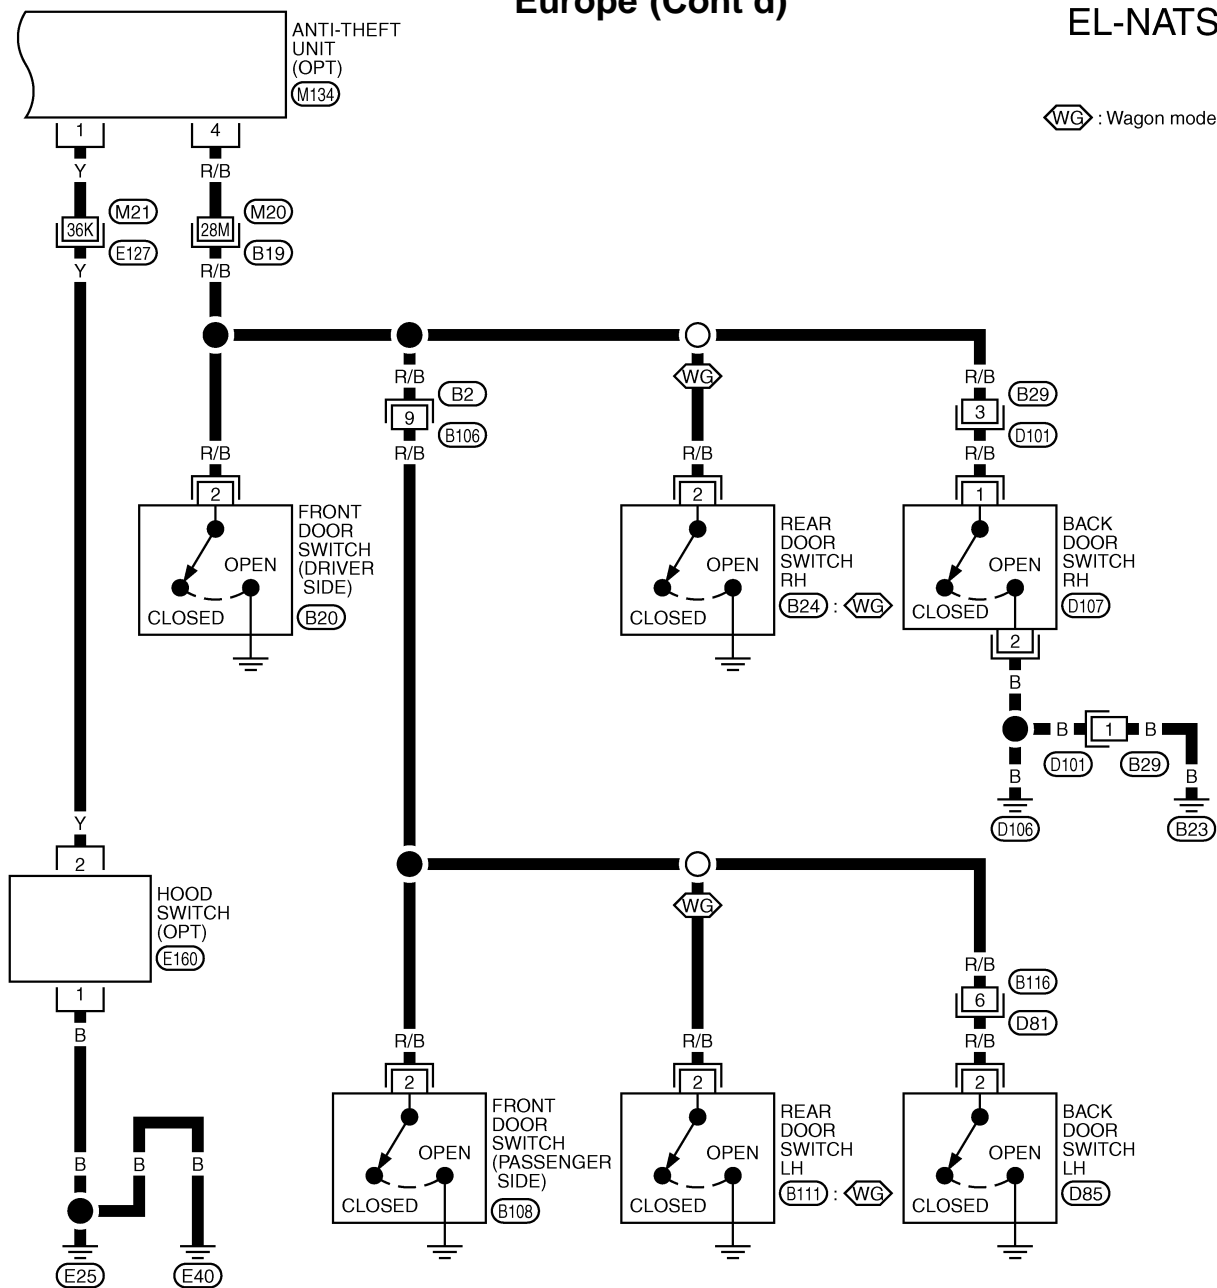 Europe (Cont'd)
EL-NATS
WG : Wagon mode
ANTI-THEFT
UNIT
(OPT)
M134
1
4
Y
R/B
36K
M21
E127
28M
M20
B19
Y
R/B
WG
R/B
B2
9
B106
R/B
R/B
B29
3
D101
R/B
R/B
R/B
2
OPEN
CLOSED
FRONT
DOOR
SWITCH
(DRIVER
SIDE)
B20
2
OPEN
CLOSED
REAR
DOOR
SWITCH
RH
B24 : WG
1
OPEN
CLOSED
BACK
DOOR
SWITCH
RH
D107
2
B
B
1
B
D101
B29
B
B
D106
B23
Y
2
HOOD
SWITCH
(OPT)
E160
1
B
WG
R/B
B116
6
D81
R/B
R/B
R/B
2
OPEN
CLOSED
FRONT
DOOR
SWITCH
(PASSENGER
SIDE)
B108
2
OPEN
CLOSED
REAR
DOOR
SWITCH
LH
B111 : WG
2
OPEN
CLOSED
BACK
DOOR
SWITCH
LH
D85
B
B
B
E25
E40